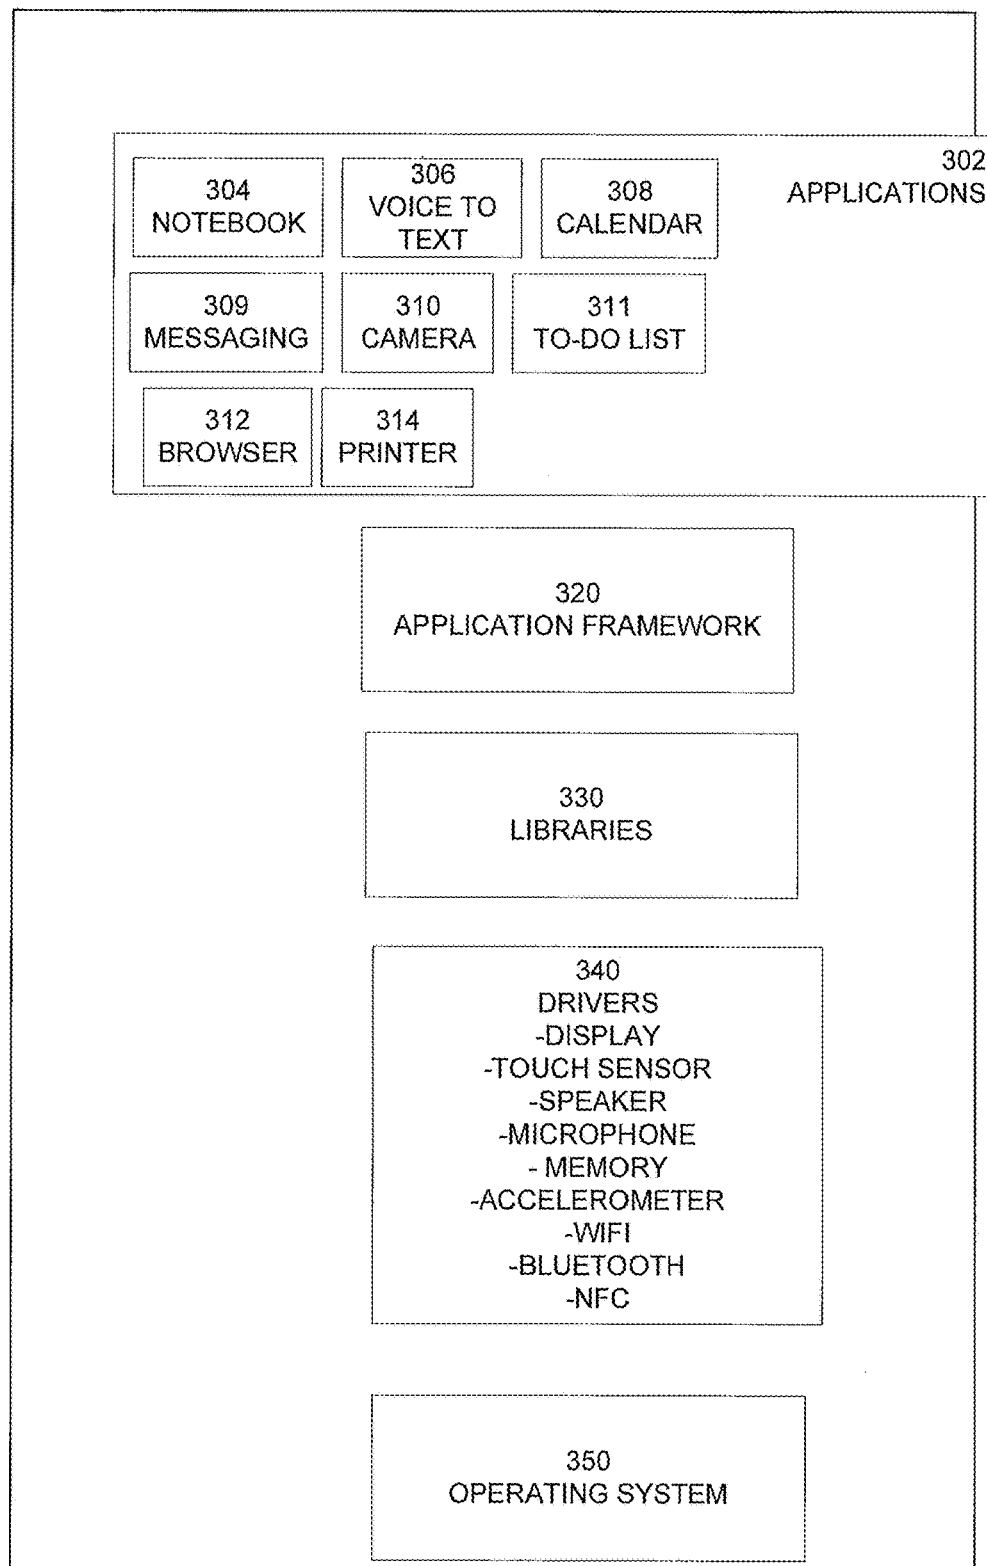 302
APPLICATIONS
304
NOTEBOOK
306
VOICE TO
TEXT
308
CALENDAR
309
MESSAGING
310
CAMERA
311
TO-DO LIST
312
BROWSER
314
PRINTER
320
APPLICATION FRAMEWORK
330
LIBRARIES
340
DRIVERS
-DISPLAY
-TOUCH SENSOR
-SPEAKER
-MICROPHONE
- MEMORY
-ACCELEROMETER
-WIFI
-BLUETOOTH
-NFC
350
OPERATING SYSTEM